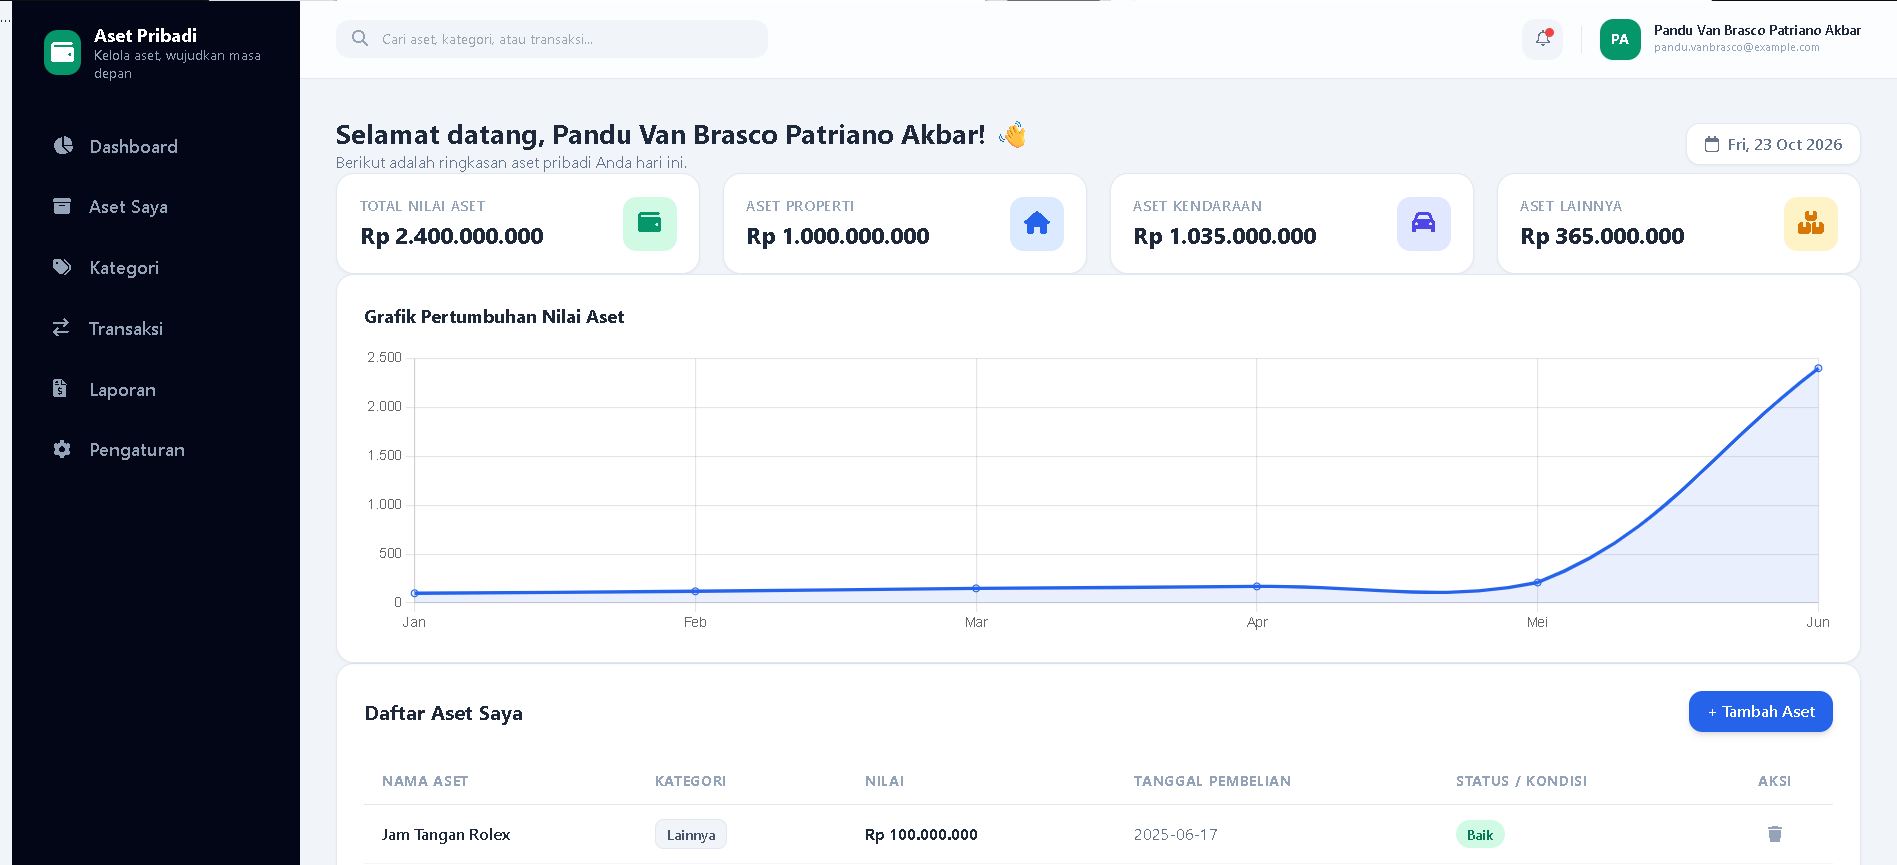 ...
Aset Pribadi
Kelola aset, wujudkan masa
depan
Dashboard
Aset Saya
Kategori
Transaksi
Laporan
Pengaturan
Cari aset, kategori, atau transaksi...
PA
Pandu Van Brasco Patriano Akbar
pandu.vanbrasco@example.com
Selamat datang, Pandu Van Brasco Patriano Akbar! 👋
Berikut adalah ringkasan aset pribadi Anda hari ini.
Fri, 23 Oct 2026
TOTAL NILAI ASET
Rp 2.400.000.000
ASET PROPERTI
Rp 1.000.000.000
ASET KENDARAAN
Rp 1.035.000.000
ASET LAINNYA
Rp 365.000.000
Grafik Pertumbuhan Nilai Aset
2.500
2.000
1.500
1.000
500
0
Jan Feb Mar Apr Mei Jun
Daftar Aset Saya
+ Tambah Aset
NAMA ASET KATEGORI NILAI TANGGAL PEMBELIAN STATUS / KONDISI AKSI
Jam Tangan Rolex Lainnya Rp 100.000.000 2025-06-17 Baik